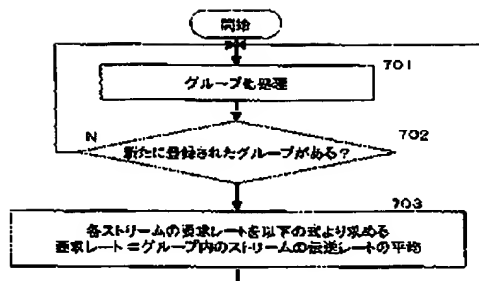 開始
701
グループ化処理
702
N
新たに登録されたグループがある？
703
各ストリームの要求レートを以下の式より求める
要求レート＝グループ内のストリームの伝送レートの平均